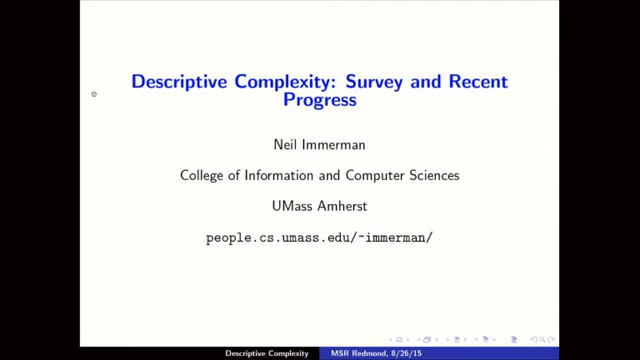 Descriptive Complexity: Survey and Recent
Progress
Neil Immerman
College of Information and Computer Sciences
UMass Amherst
people.cs.umass.edu/~immerman/
Descriptive Complexity MSR Redmond, 8/26/15